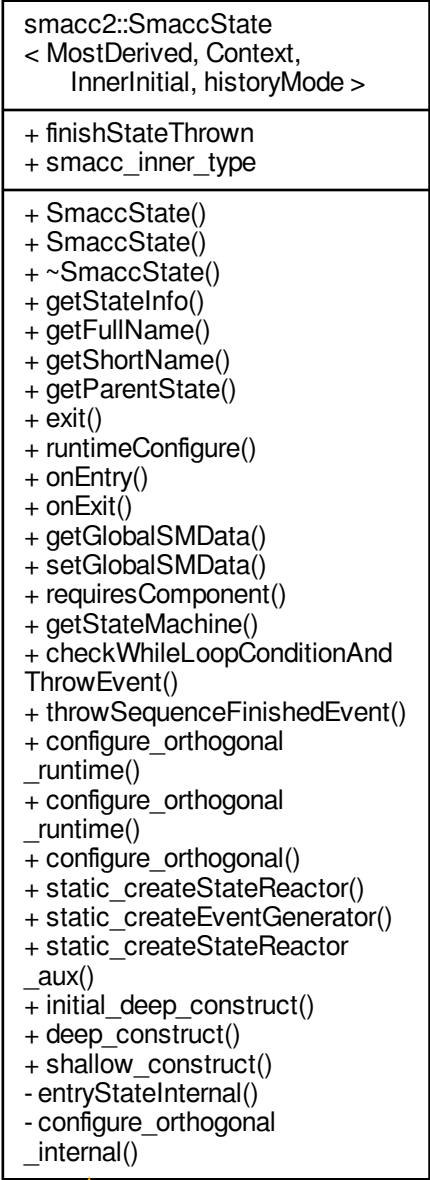 smacc2::SmaccState
< MostDerived, Context,
InnerInitial, historyMode >
+ finishStateThrown
+ smacc_inner_type
+ SmaccState()
+ SmaccState()
+ ~SmaccState()
+ getStateInfo()
+ getFullName()
+ getShortName()
+ getParentState()
+ exit()
+ runtimeConfigure()
+ onEntry()
+ onExit()
+ getGlobalSMData()
+ setGlobalSMData()
+ requiresComponent()
+ getStateMachine()
+ checkWhileLoopConditionAnd
ThrowEvent()
+ throwSequenceFinishedEvent()
+ configure_orthogonal
_runtime()
+ configure_orthogonal
_runtime()
+ configure_orthogonal()
+ static_createStateReactor()
+ static_createEventGenerator()
+ static_createStateReactor
_aux()
+ initial_deep_construct()
+ deep_construct()
+ shallow_construct()
- entryStateInternal()
- configure_orthogonal
_internal()